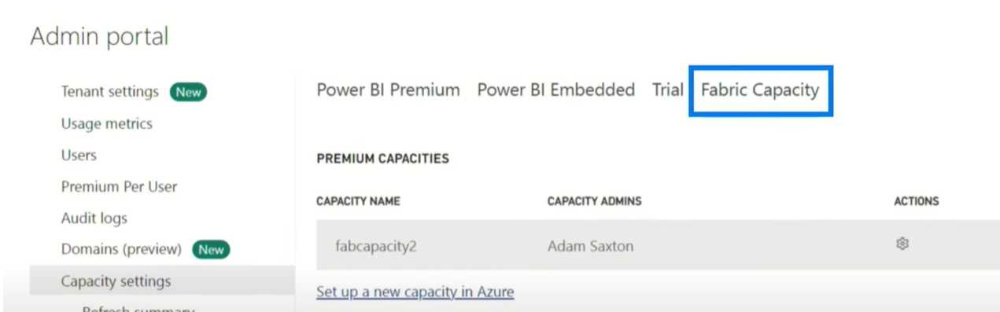 Admin portal
Tenant settings New
Usage metrics
Users
Premium Per User
Audit logs
Domains (preview) New
Capacity settings
Refresh summary
Power BI Premium Power BI Embedded Trial Fabric Capacity
PREMIUM CAPACITIES
CAPACITY NAME CAPACITY ADMINS ACTIONS
fabcapacity2 Adam Saxton
Set up a new capacity in Azure